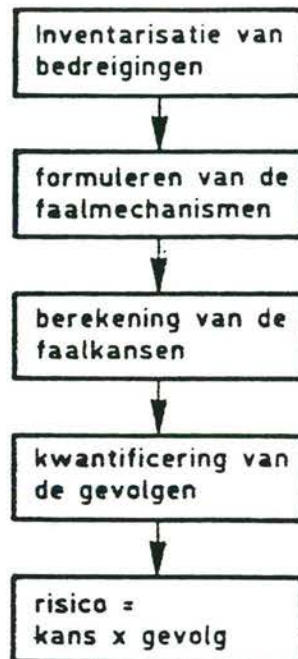 Inventarisatie van
bedreigingen
formuleren van de
faalmechanismen
berekening van de
faalkansen
kwantificering van
de gevolgen
risico =
kans x gevolg